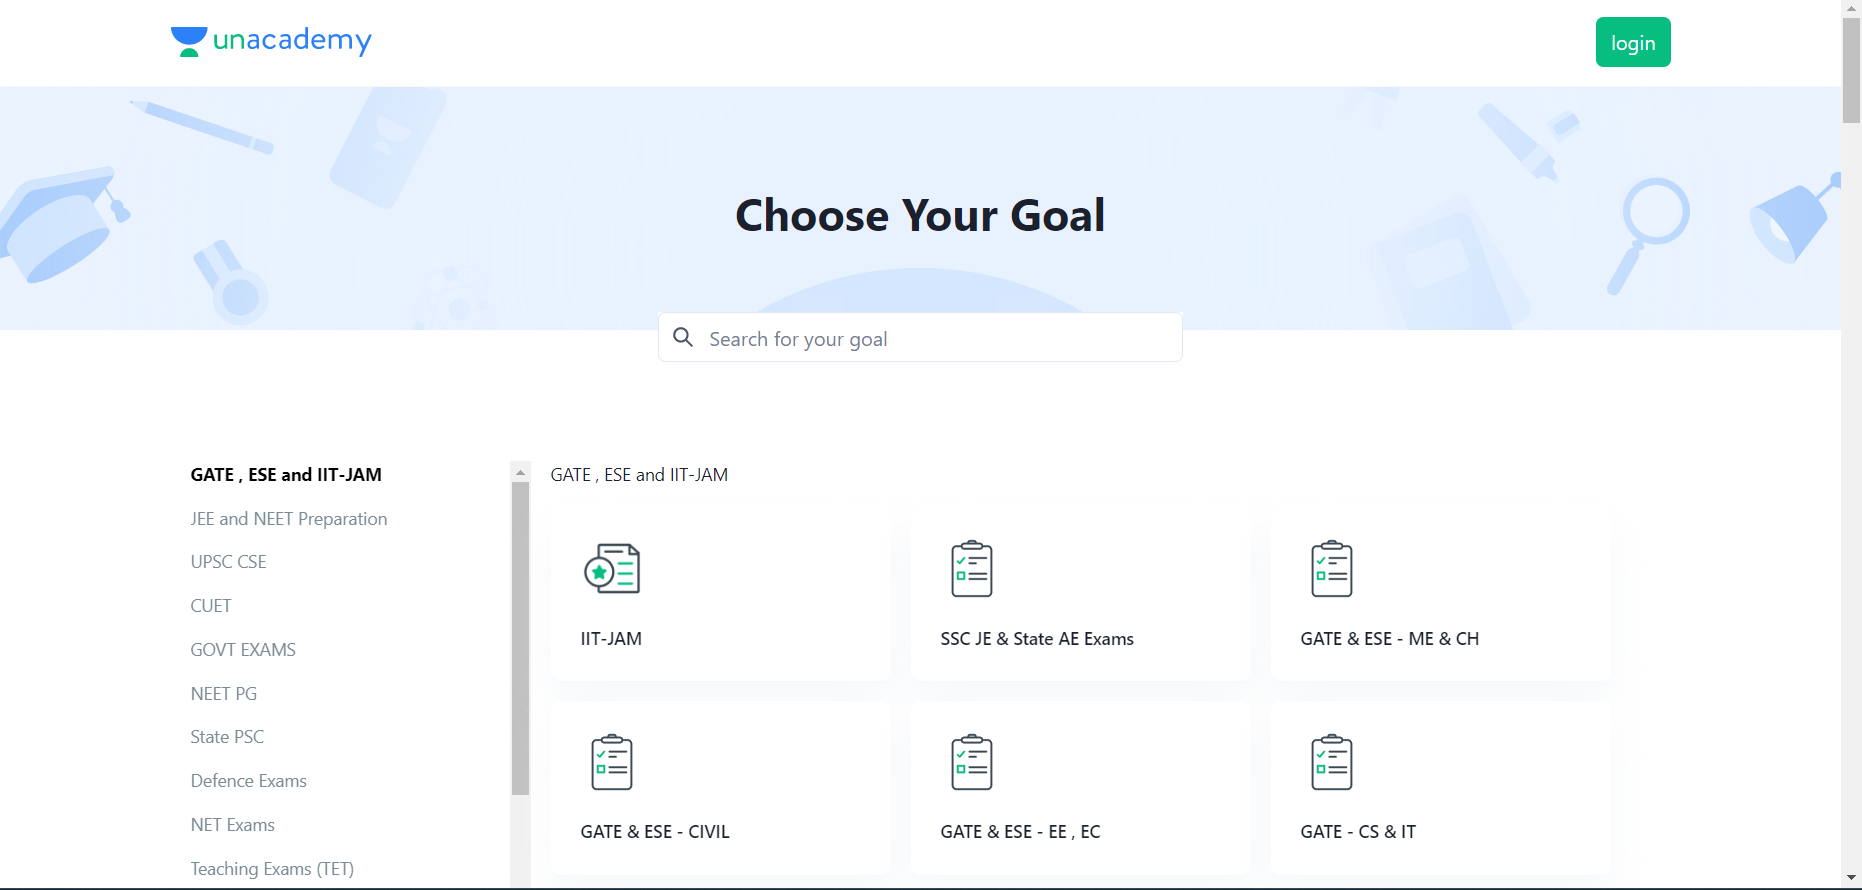 unacademy
login
Choose Your Goal
Search for your goal
GATE , ESE and IIT-JAM
JEE and NEET Preparation
UPSC CSE
CUET
GOVT EXAMS
NEET PG
State PSC
Defence Exams
NET Exams
Teaching Exams (TET)
GATE , ESE and IIT-JAM
IIT-JAM
SSC JE & State AE Exams
GATE & ESE - ME & CH
GATE & ESE - CIVIL
GATE & ESE - EE , EC
GATE - CS & IT